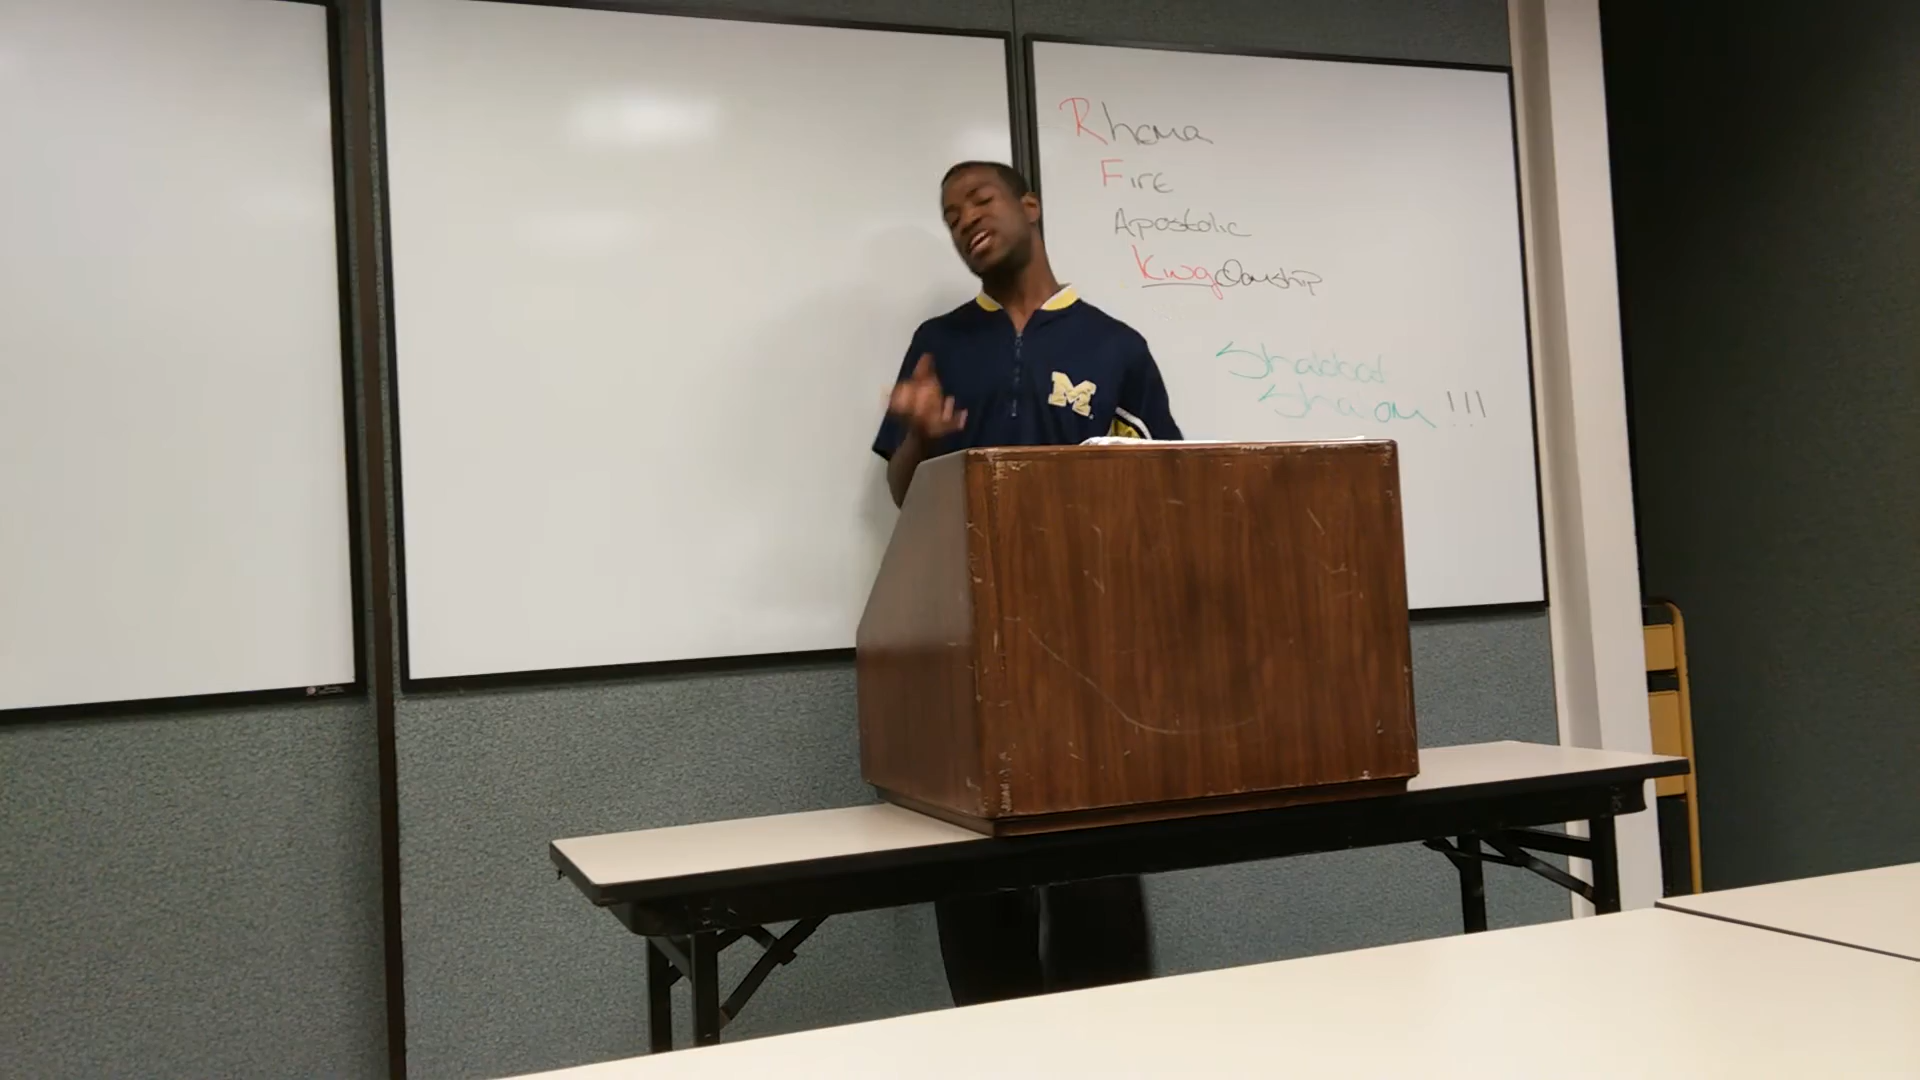 Rhema
Fire
Apostolic
Kingdomship
Shabbat
Shalom !!!
M